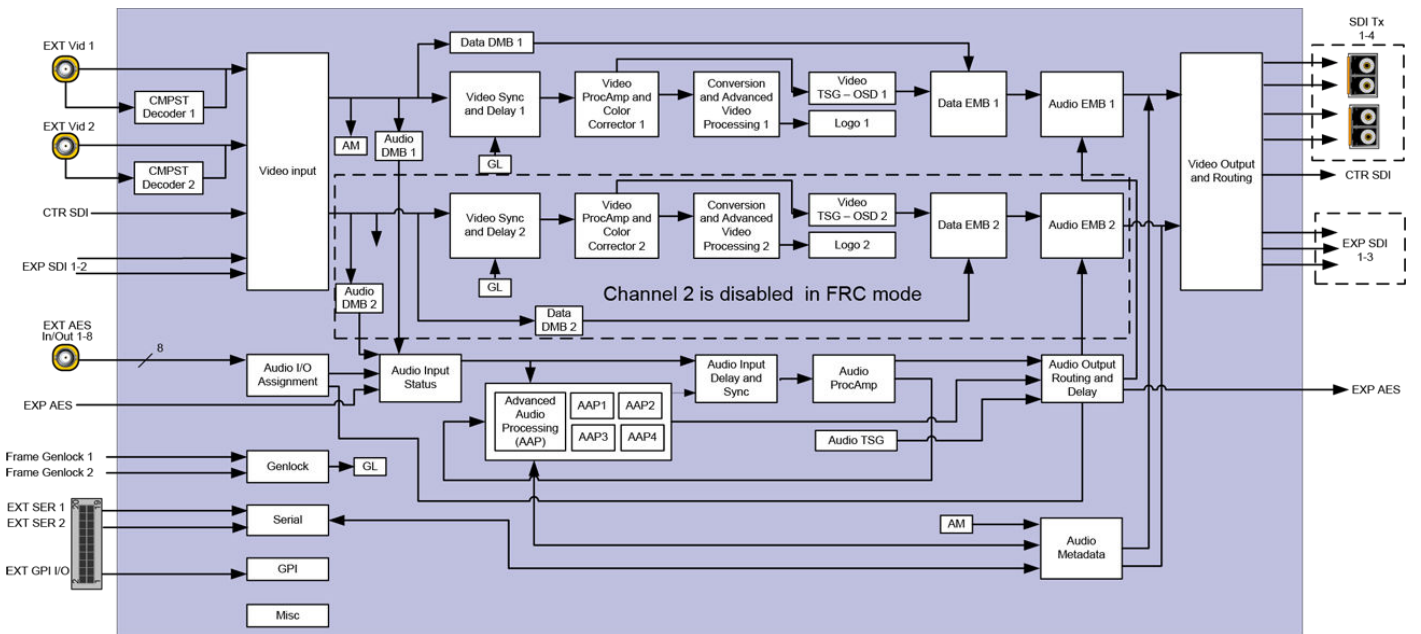 SDI Tx
1-4
EXT Vid 1
CMPST
Decoder 1
EXT Vid 2
CMPST
Decoder 2
CTR SDI
EXP SDI 1-2
Video input
Data DMB 1
AM
Audio
DMB 1
Video Sync
and Delay 1
GL
Video
ProcAmp and
Color
Corrector 1
Conversion
and Advanced
Video
Processing 1
Video
TSG – OSD 1
Logo 1
Data EMB 1
Audio EMB 1
Video Output
and Routing
CTR SDI
EXP SDI
1-3
Video Sync
and Delay 2
GL
Video
ProcAmp and
Color
Corrector 2
Conversion
and Advanced
Video
Processing 2
Video
TSG – OSD 2
Logo 2
Data EMB 2
Audio EMB 2
Audio
DMB 2
Channel 2 is disabled in FRC mode
Data
DMB 2
EXT AES
In/Out 1-8
8
Audio I/O
Assignment
EXP AES
Audio Input
Status
Advanced
Audio
Processing
(AAP)
AAP1
AAP2
AAP3
AAP4
Audio Input
Delay and
Sync
Audio
ProcAmp
Audio TSG
Audio Output
Routing and
Delay
EXP AES
Frame Genlock 1
Frame Genlock 2
Genlock
GL
EXT SER 1
EXT SER 2
20
19
2
1
Serial
EXT GPI I/O
GPI
Misc
AM
Audio
Metadata